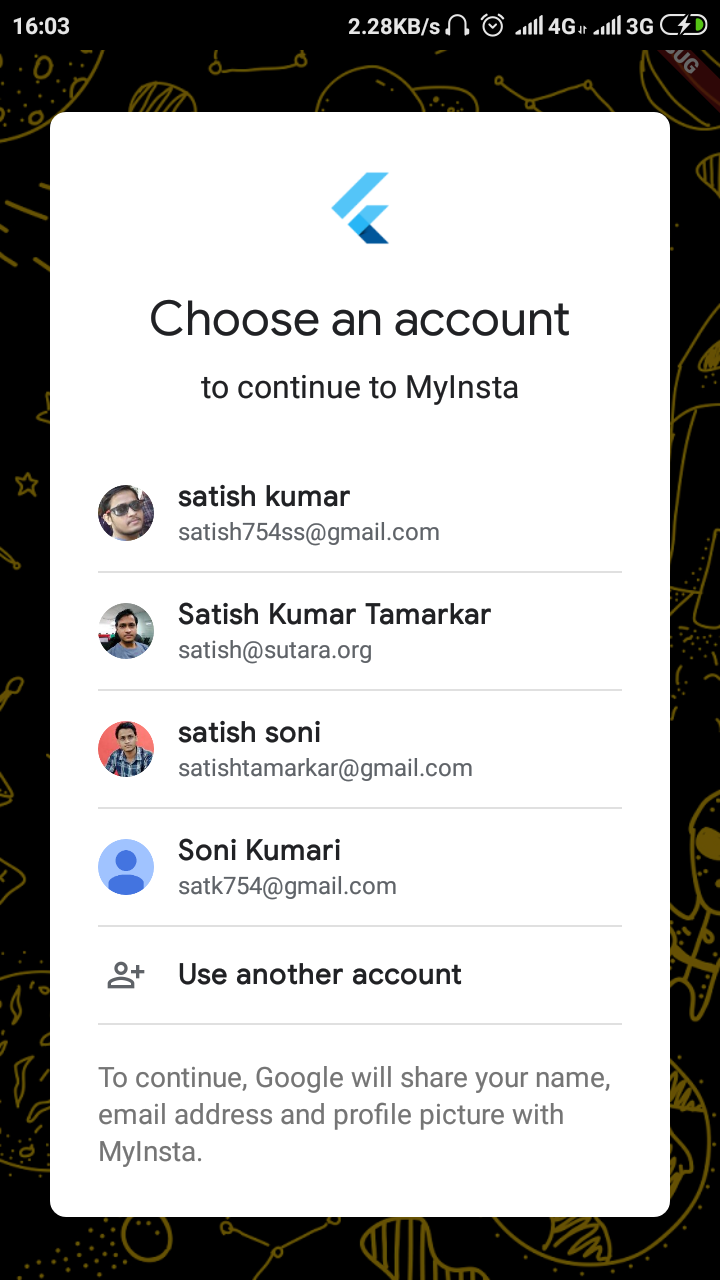 16:03 2.28KB/s 4G 3G
Choose an account
to continue to MyInsta
satish kumar
satish754ss@gmail.com
Satish Kumar Tamarkar
satish@sutara.org
satish soni
satishtamarkar@gmail.com
Soni Kumari
satk754@gmail.com
Use another account
To continue, Google will share your name,
email address and profile picture with
MyInsta.